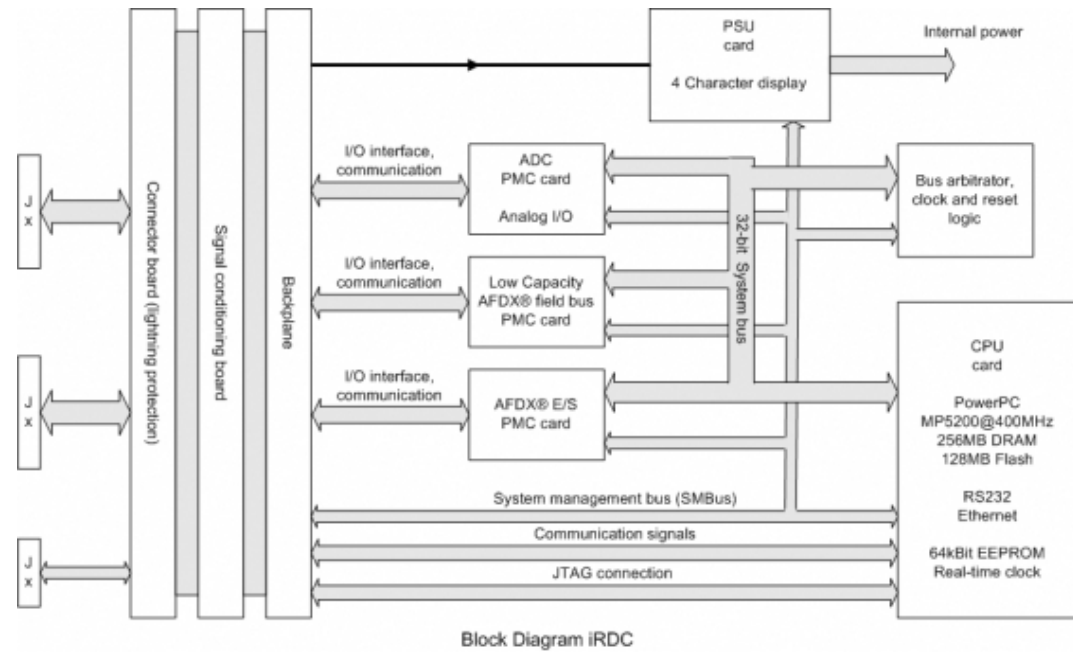 PSU
card
4 Character display
Internal power
I/O interface,
communication
ADC
PMC card
Analog I/O
Bus arbitrator,
clock and reset
logic
J x
Connector board (lightning protection)
Signal conditioning board
Backplane
32-bit System bus
I/O interface,
communication
Low Capacity
AFDX® field bus
PMC card
J x
I/O interface,
communication
AFDX® E/S
PMC card
CPU
card
PowerPC
MP5200@400MHz
256MB DRAM
128MB Flash
RS232
Ethernet
64kBit EEPROM
Real-time clock
J x
System management bus (SMBus)
Communication signals
JTAG connection
Block Diagram iRDC